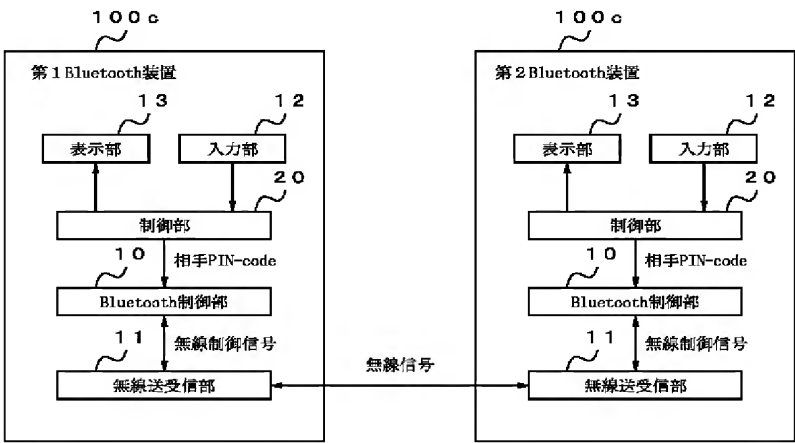 １００ｃ
第１Bluetooth装置
１３
１２
表示部
入力部
２０
制御部
１０
相手PIN-code
Bluetooth制御部
１１
無線制御信号
無線送受信部
無線信号
１００ｃ
第２Bluetooth装置
１３
１２
表示部
入力部
２０
制御部
１０
相手PIN-code
Bluetooth制御部
１１
無線制御信号
無線送受信部